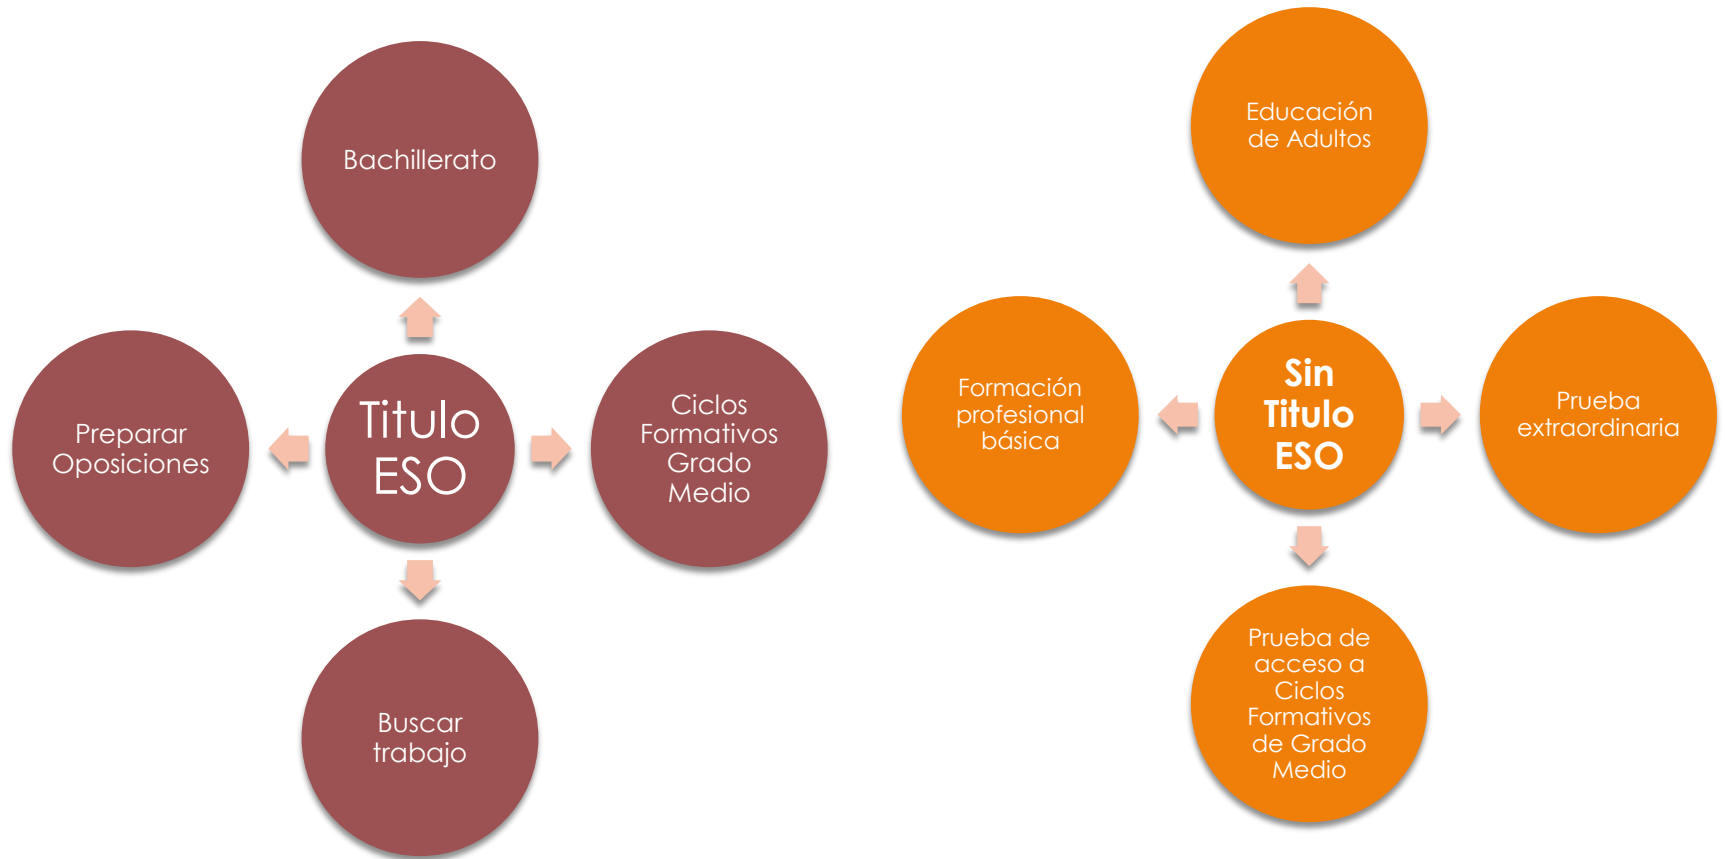 Bachillerato
Preparar
Oposiciones
Titulo
ESO
Ciclos
Formativos
Grado
Medio
Buscar
trabajo
Educación
de Adultos
Formación
profesional
básica
Sin
Titulo
ESO
Prueba
extraordinaria
Prueba de
acceso a
Ciclos
Formativos
de Grado
Medio